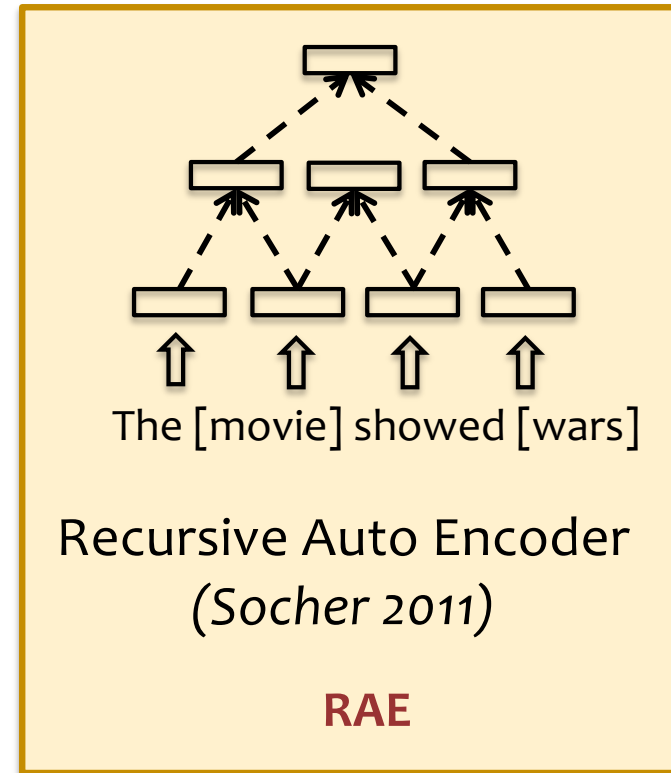 The [movie] showed [wars]
Recursive Auto Encoder
(Socher 2011)
RAE